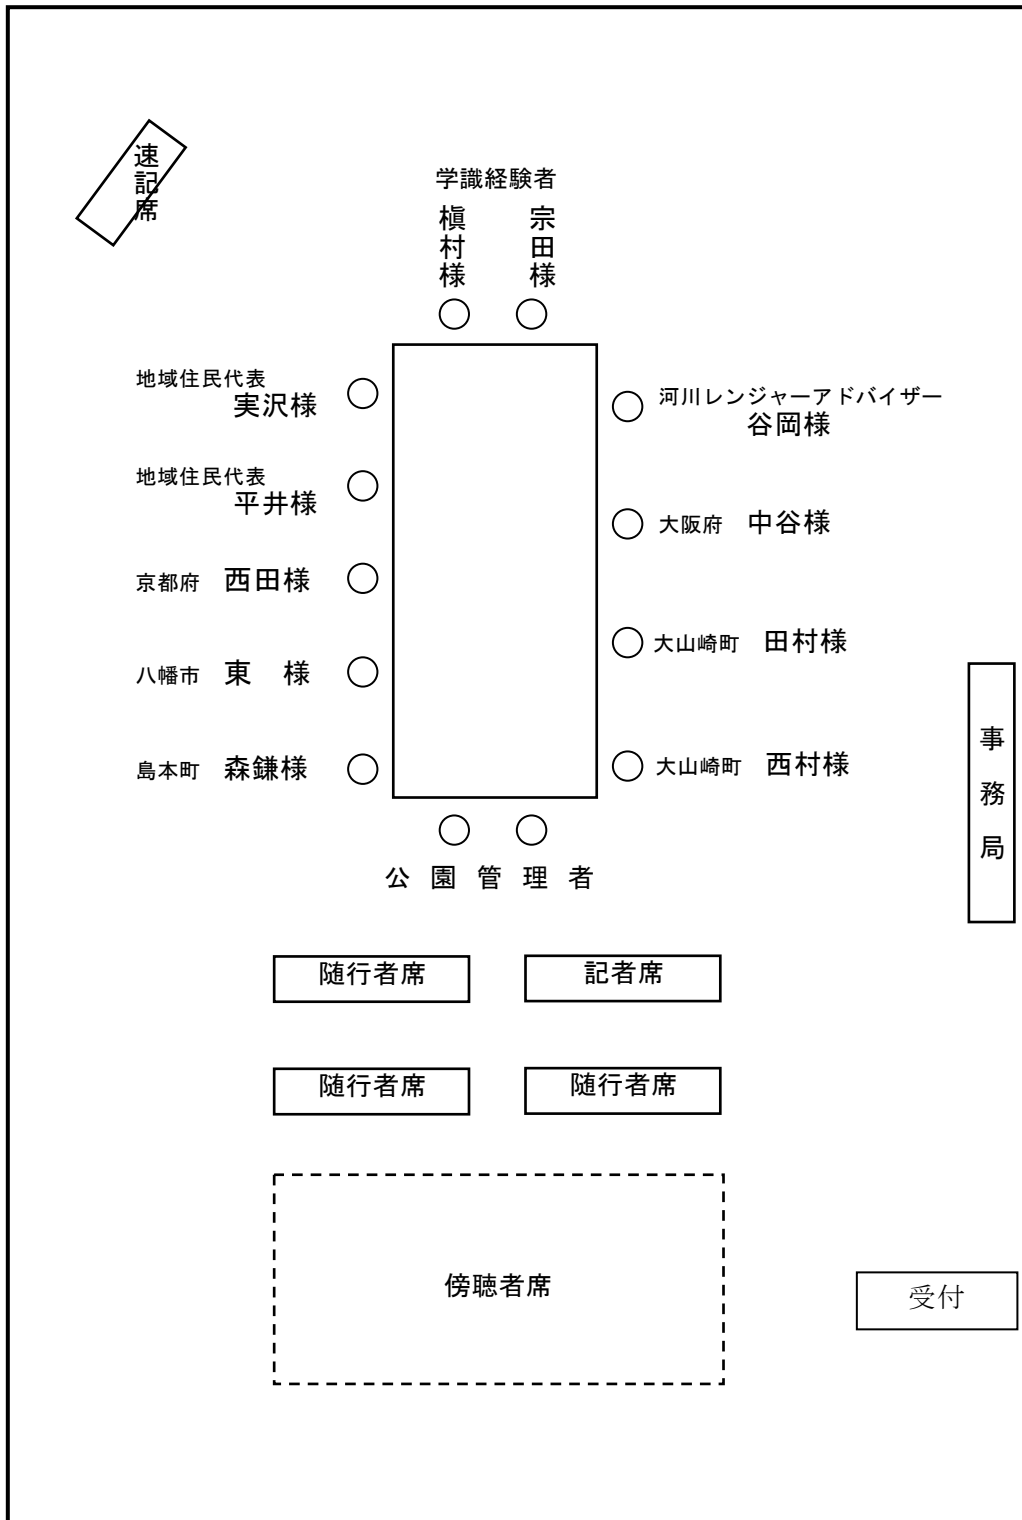 速記席
学識経験者
槇村様
宗田様
地域住民代表
実沢様
地域住民代表
平井様
京都府　西田様
八幡市　東　様
島本町　森鎌様
河川レンジャーアドバイザー
谷岡様
大阪府　中谷様
大山崎町　田村様
大山崎町　西村様
事務局
公園管理者
随行者席
記者席
随行者席
随行者席
傍聴者席
受付